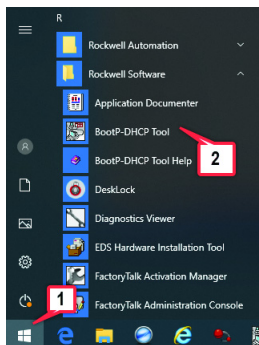 R
Rockwell Automation
Rockwell Software
Application Documenter
BootP-DHCP Tool
2
BootP-DHCP Tool Help
DeskLock
Diagnostics Viewer
EDS Hardware Installation Tool
FactoryTalk Activation Manager
1
FactoryTalk Administration Console